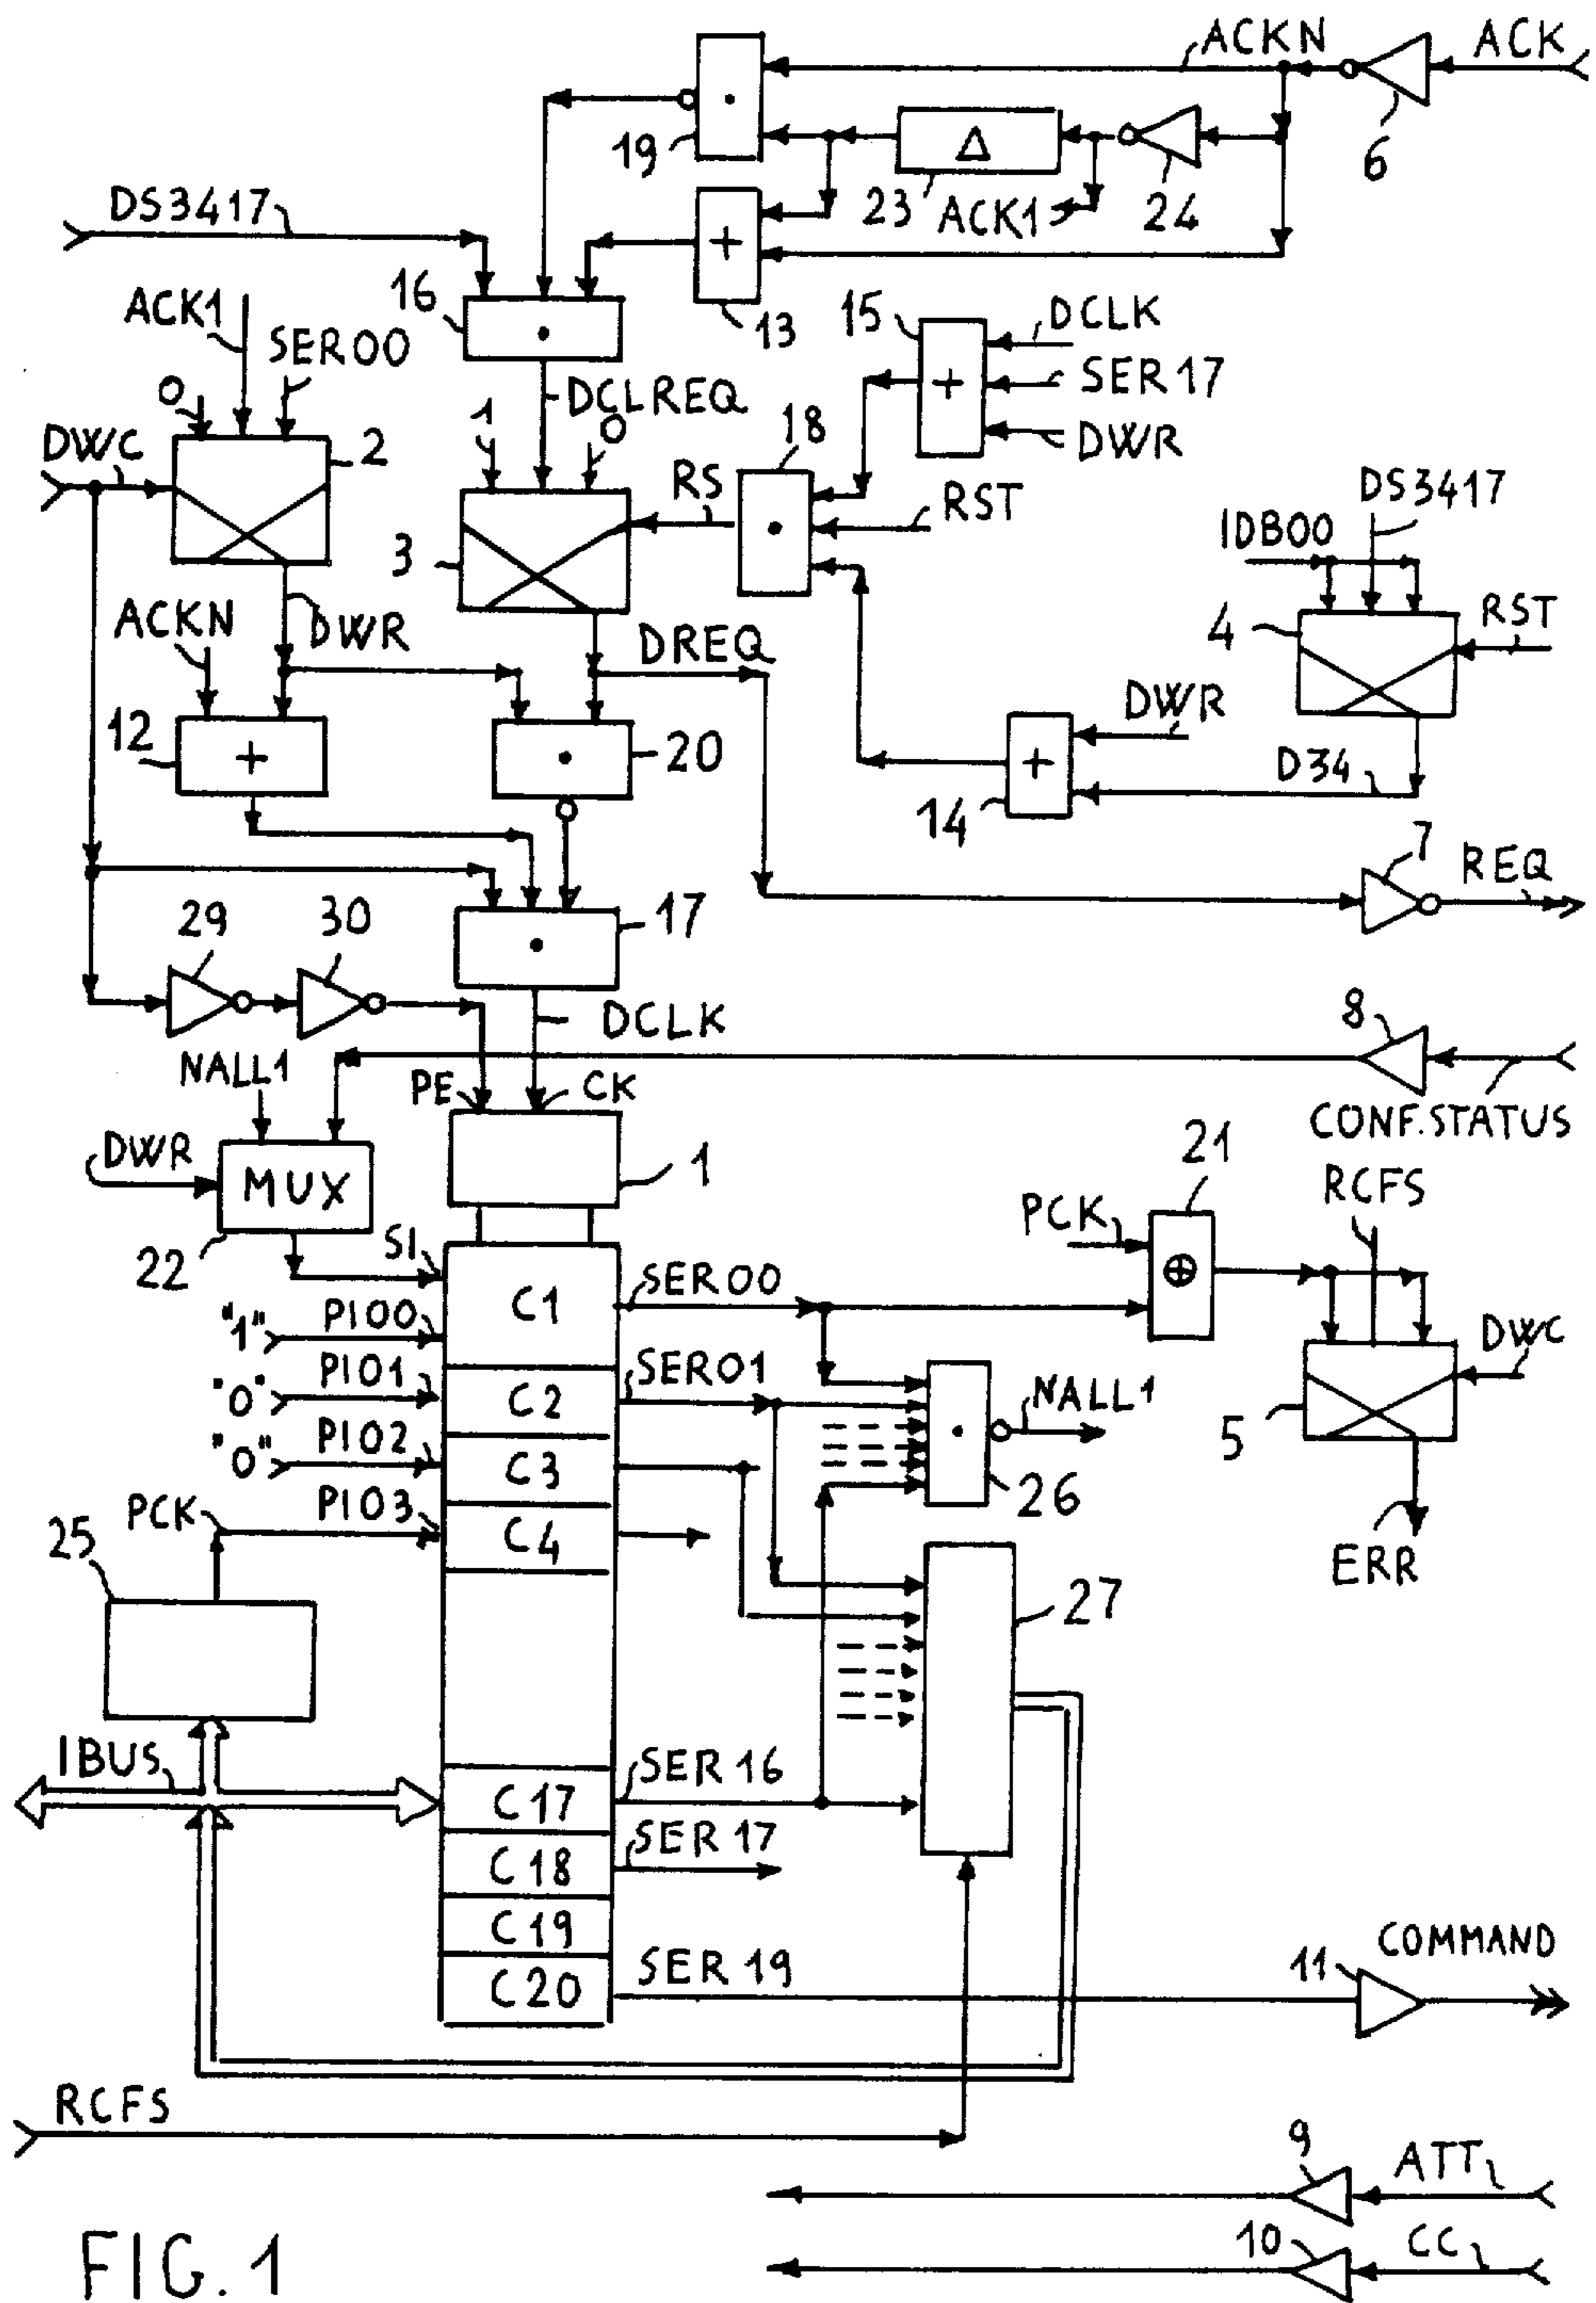 ACKN
ACK
19
Δ
6
DS3417
23
ACK1
24
+
16
13
ACK1
SER00
15
DCLK
0
DCLREQ
+
SER17
DWC
2
1
0
18
DWR
DS3417
RS
RST
IDB00
3
4
RST
ACKN
DWR
DREQ
DWR
12
+
20
+
D34
14
7
REQ
29
30
17
DCLK
8
NALL1
PE
CK
CONF.STATUS
DWR
MUX
1
21
RCFS
PCK
22
SI
SER00
⊕
C1
"1"
PI00
DWC
PI01
SER01
"0"
C2
NALL1
PI02
5
"0"
C3
26
PCK
PI03
25
C4
ERR
27
IBUS
SER16
C17
SER17
C18
C19
COMMAND
SER19
11
C20
RCFS
9
ATT
10
CC
FIG.1